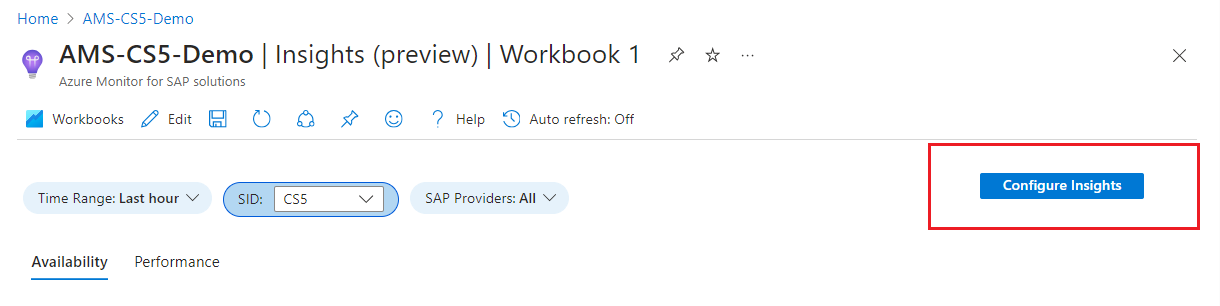 Home > AMS-CS5-Demo
AMS-CS5-Demo | Insights (preview) | Workbook 1 ...
Azure Monitor for SAP solutions
Workbooks Edit ? Help Auto refresh: Off
Configure Insights
Time Range: Last hour SID: CS5 SAP Providers: All
Availability Performance